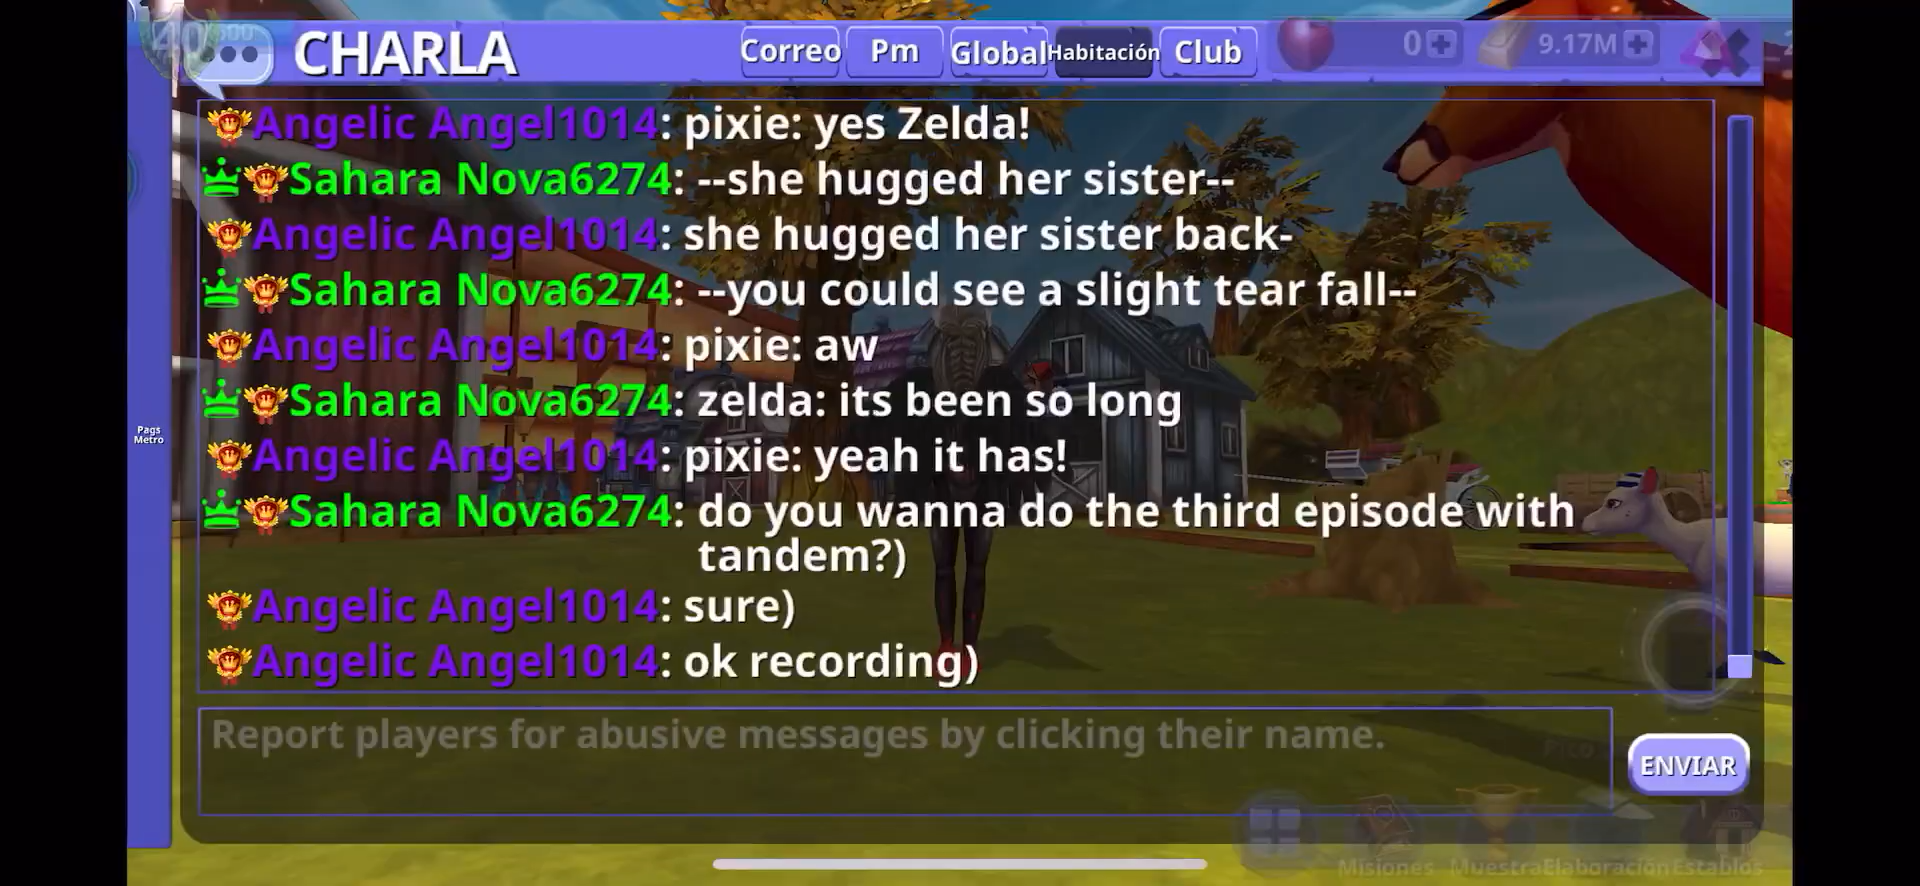 40
500
CHARLA
Correo
Pm
Global
Habitación
Club
0
9.17M
Angelic Angel1014: pixie: yes Zelda!
Sahara Nova6274: --she hugged her sister--
Angelic Angel1014: she hugged her sister back-
Sahara Nova6274: --you could see a slight tear fall--
Angelic Angel1014: pixie: aw
Sahara Nova6274: zelda: its been so long
Angelic Angel1014: pixie: yeah it has!
Sahara Nova6274: do you wanna do the third episode with
tandem?)
Angelic Angel1014: sure)
Angelic Angel1014: ok recording)
Pags
Metro
Report players for abusive messages by clicking their name.
Pico
ENVIAR
Misiones
Muestra
Elaboración
Establos